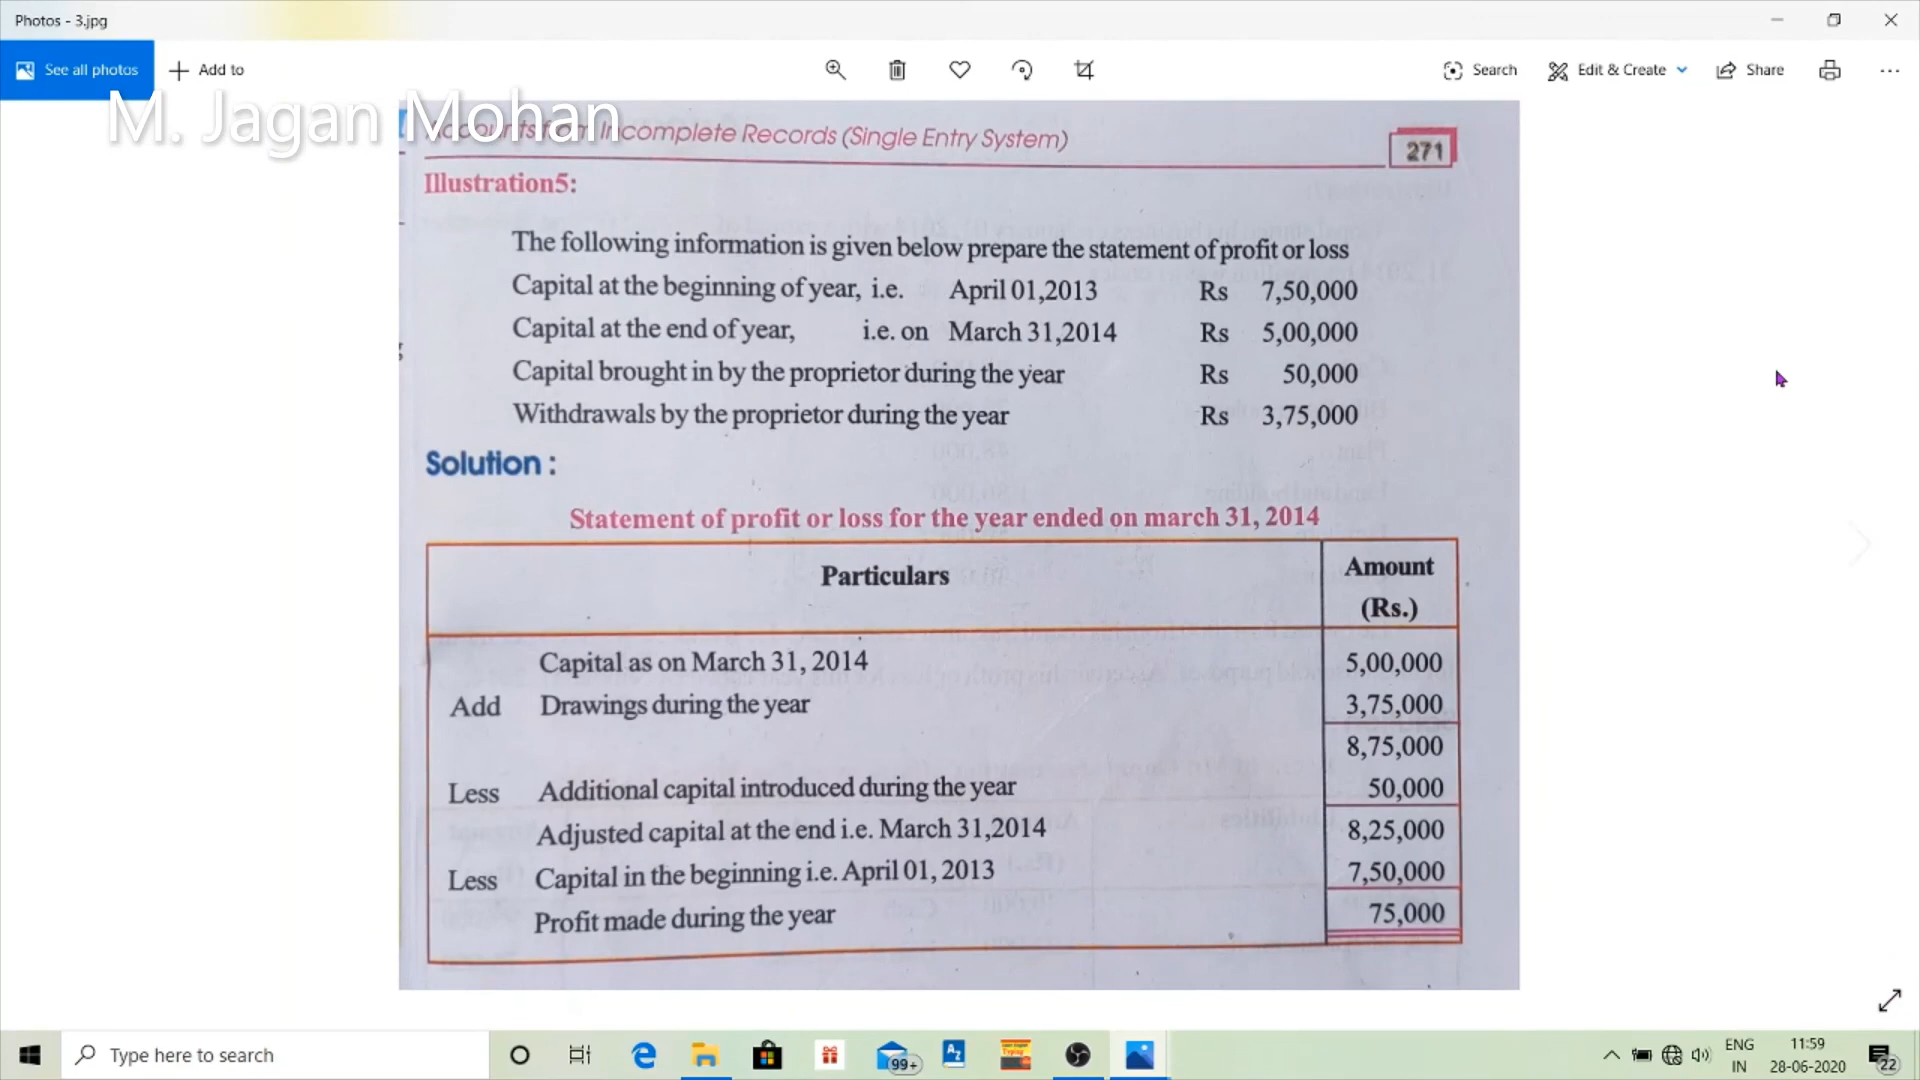 Photos - 3.jpg
See all photos
Add to
Search
Edit & Create
Share
M. Jagan Mohan
Incomplete Records (Single Entry System)
271
Illustration5:
The following information is given below prepare the statement of profit or loss
Capital at the beginning of year, i.e. April 01,2013 Rs 7,50,000
Capital at the end of year, i.e. on March 31,2014 Rs 5,00,000
Capital brought in by the proprietor during the year Rs 50,000
Withdrawals by the proprietor during the year Rs 3,75,000
Solution :
Statement of profit or loss for the year ended on march 31, 2014
Particulars Amount
(Rs.)
Capital as on March 31, 2014 5,00,000
Add Drawings during the year 3,75,000
8,75,000
Less Additional capital introduced during the year 50,000
Adjusted capital at the end i.e. March 31,2014 8,25,000
Less Capital in the beginning i.e. April 01, 2013 7,50,000
Profit made during the year 75,000
Type here to search
99+
A Z
Typing
ENG
IN
11:59
28-06-2020
22